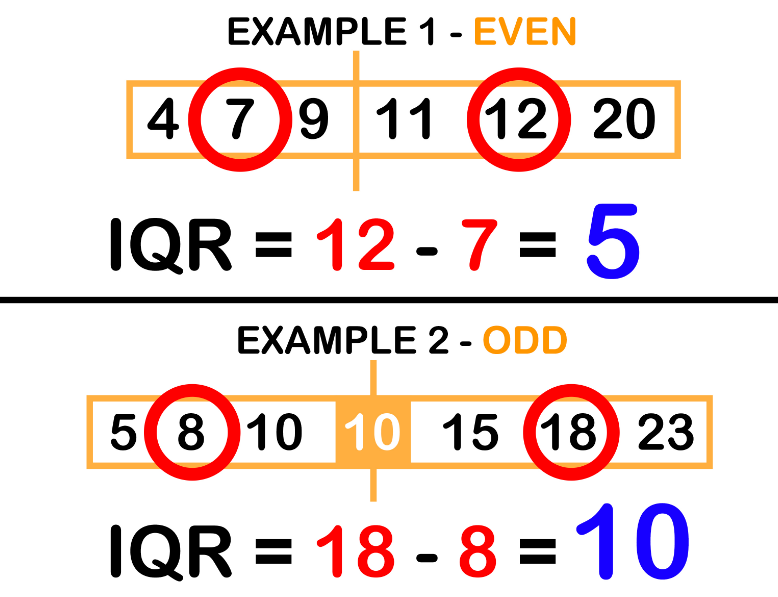 EXAMPLE 1 - EVEN
4 7 9 11 12 20
IQR = 12 - 7 = 5
EXAMPLE 2 - ODD
5 8 10 10 15 18 23
IQR = 18 - 8 = 10